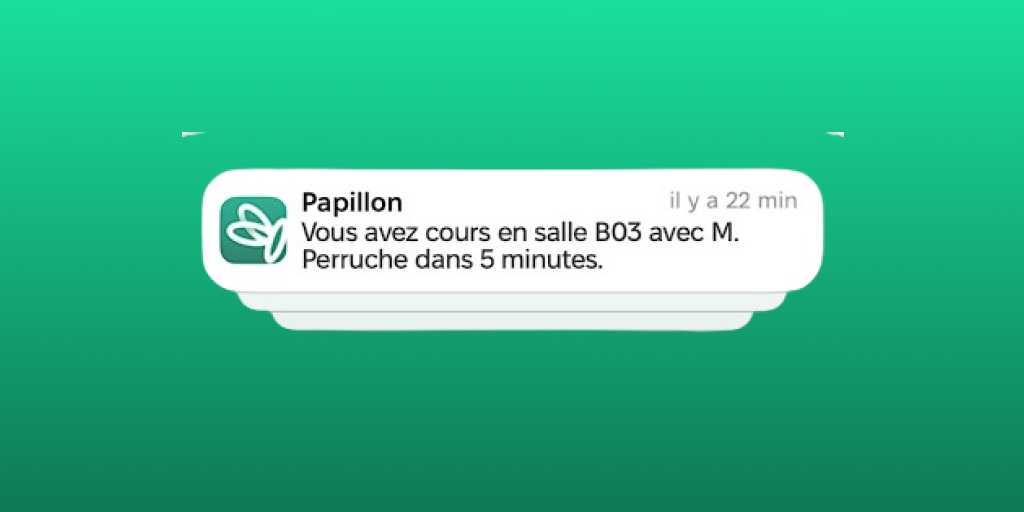 Papillon
il y a 22 min
Vous avez cours en salle B03 avec M.
Perruche dans 5 minutes.